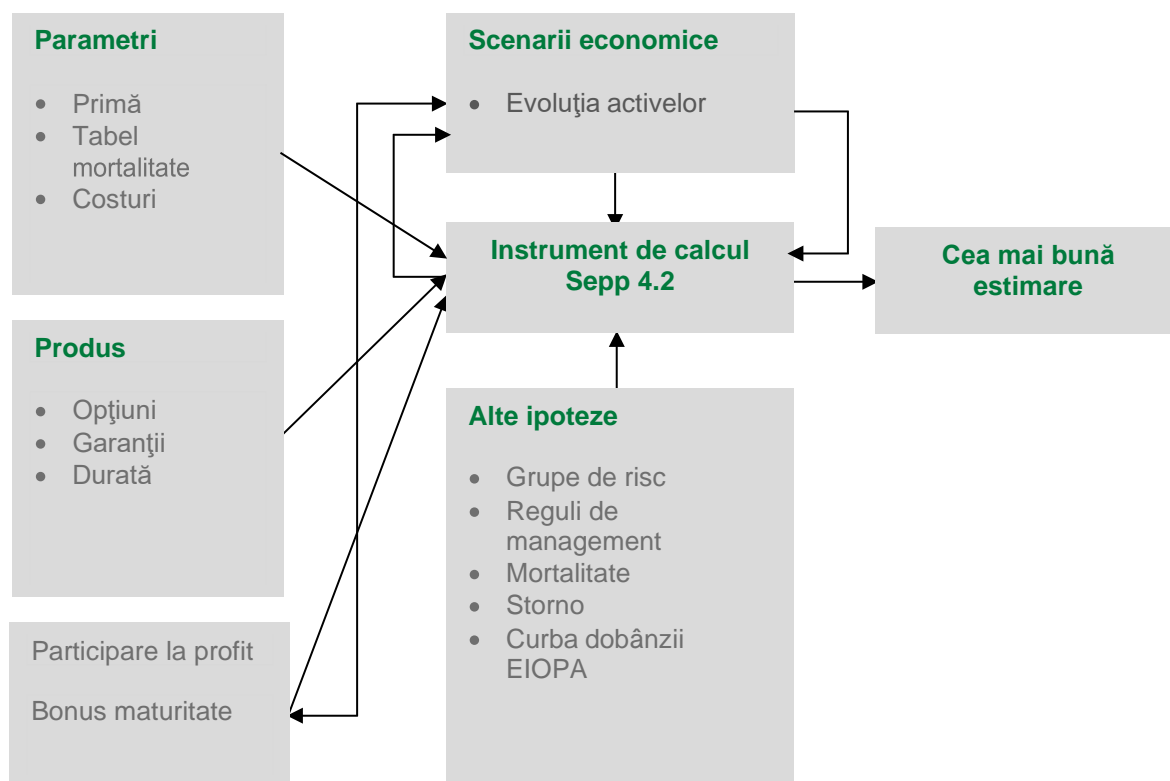 Parametri
• Primă
• Tabel
mortalitate
• Costuri
Scenarii economice
• Evoluţia activelor
Instrument de calcul
Sepp 4.2
Cea mai bună
estimare
Produs
• Opţiuni
• Garanţii
• Durată
Alte ipoteze
• Grupe de risc
• Reguli de
management
• Mortalitate
• Storno
• Curba dobânzii
EIOPA
Participare la profit
Bonus maturitate